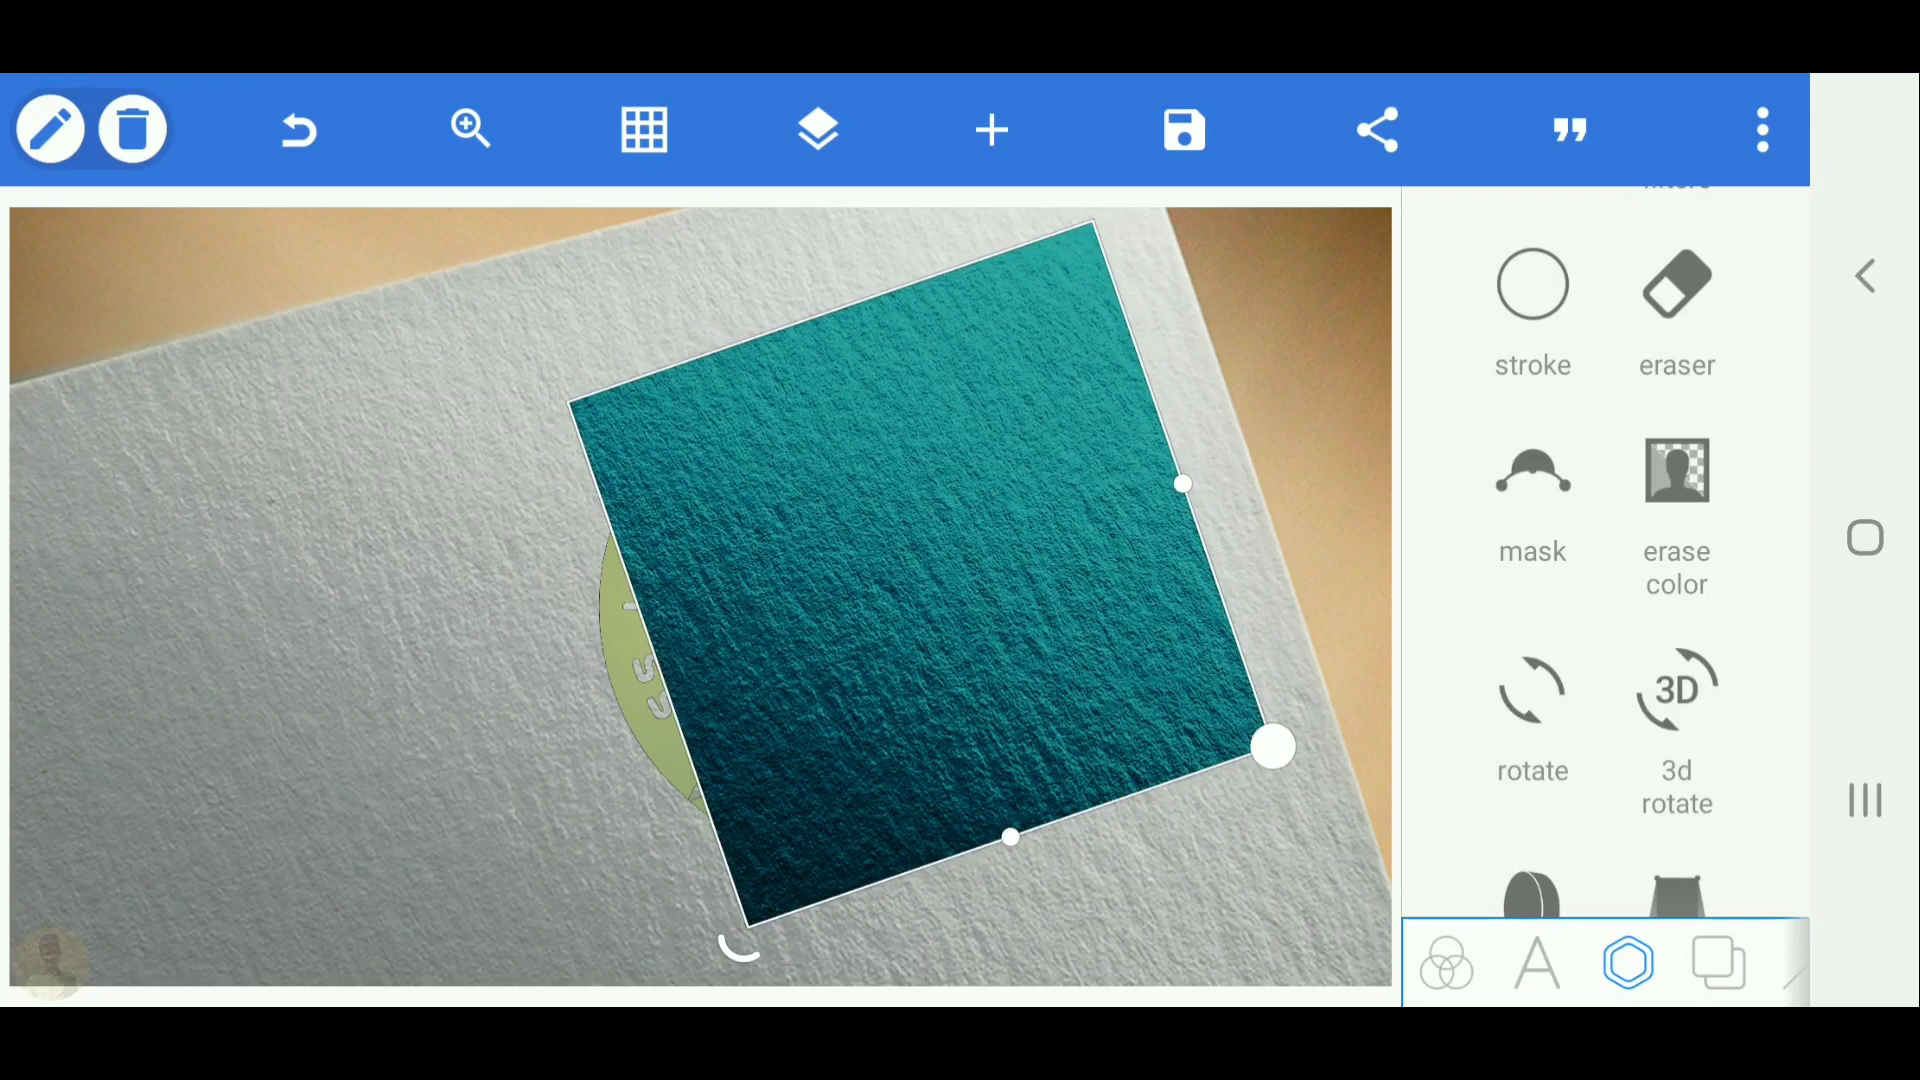 stroke
eraser
mask
erase
color
3D
rotate
3d
rotate